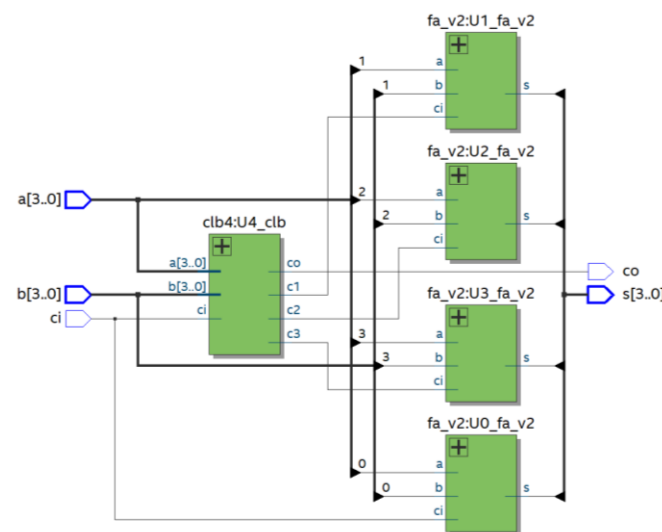 fa_v2:U1_fa_v2
1
a
1
b
s
ci
fa_v2:U2_fa_v2
a[3..0]
2
a
clb4:U4_clb
2
b
s
ci
a[3..0]
co
co
b[3..0]
b[3..0]
c1
s[3..0]
fa_v2:U3_fa_v2
ci
ci
c2
c3
3
a
3
b
s
ci
fa_v2:U0_fa_v2
0
a
0
b
s
ci